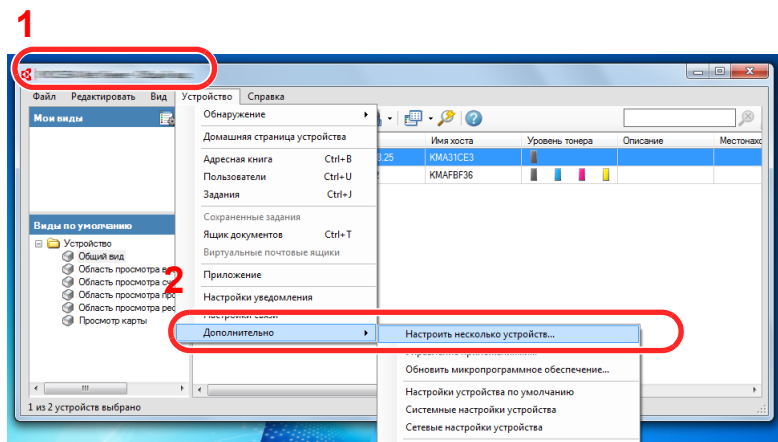 1
Файл Редактировать Вид Устройство Справка
Мои виды
Обнаружение
Домашняя страница устройства
Адресная книга Ctrl+B
Пользователи Ctrl+U
Задания Ctrl+J
Сохраненные задания
Ящик документов Ctrl+T
Виртуальные почтовые ящики
Приложение
Настройки уведомления
Настройки связи
Дополнительно
Имя хоста Уровень тонера Описание
3.25 KMA31CE3
KMAFBF36
Виды по умолчанию
Устройство
Общий вид
Область просмотра
Область просмотра
Область просмотра
Область просмотра
Просмотр карты
2
Настроить несколько устройств...
Обновить микропрограммное обеспечение...
Настройки устройства по умолчанию
Системные настройки устройства
Сетевые настройки устройства
1 из 2 устройств выбрано